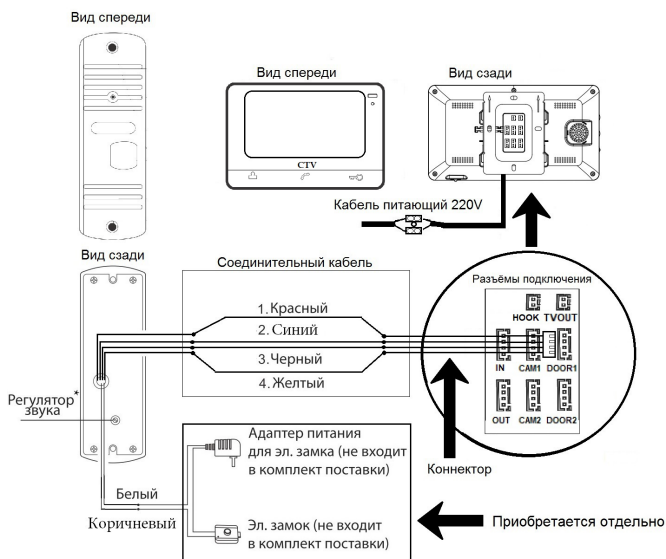 Вид спереди
Вид спереди
Вид сзади
CTV
Кабель питающий 220V
Вид сзади
Соединительный кабель
Разъёмы подключения
1. Красный
2. Синий
3. Черный
4. Желтый
HOOK TVOUT
IN CAM1 DOOR1
OUT CAM2 DOOR2
Регулятор*
звука
Коннектор
Адаптер питания
для эл. замка (не входит
в комплект поставки)
Белый
Коричневый
Эл. замок (не входит
в комплект поставки)
Приобретается отдельно